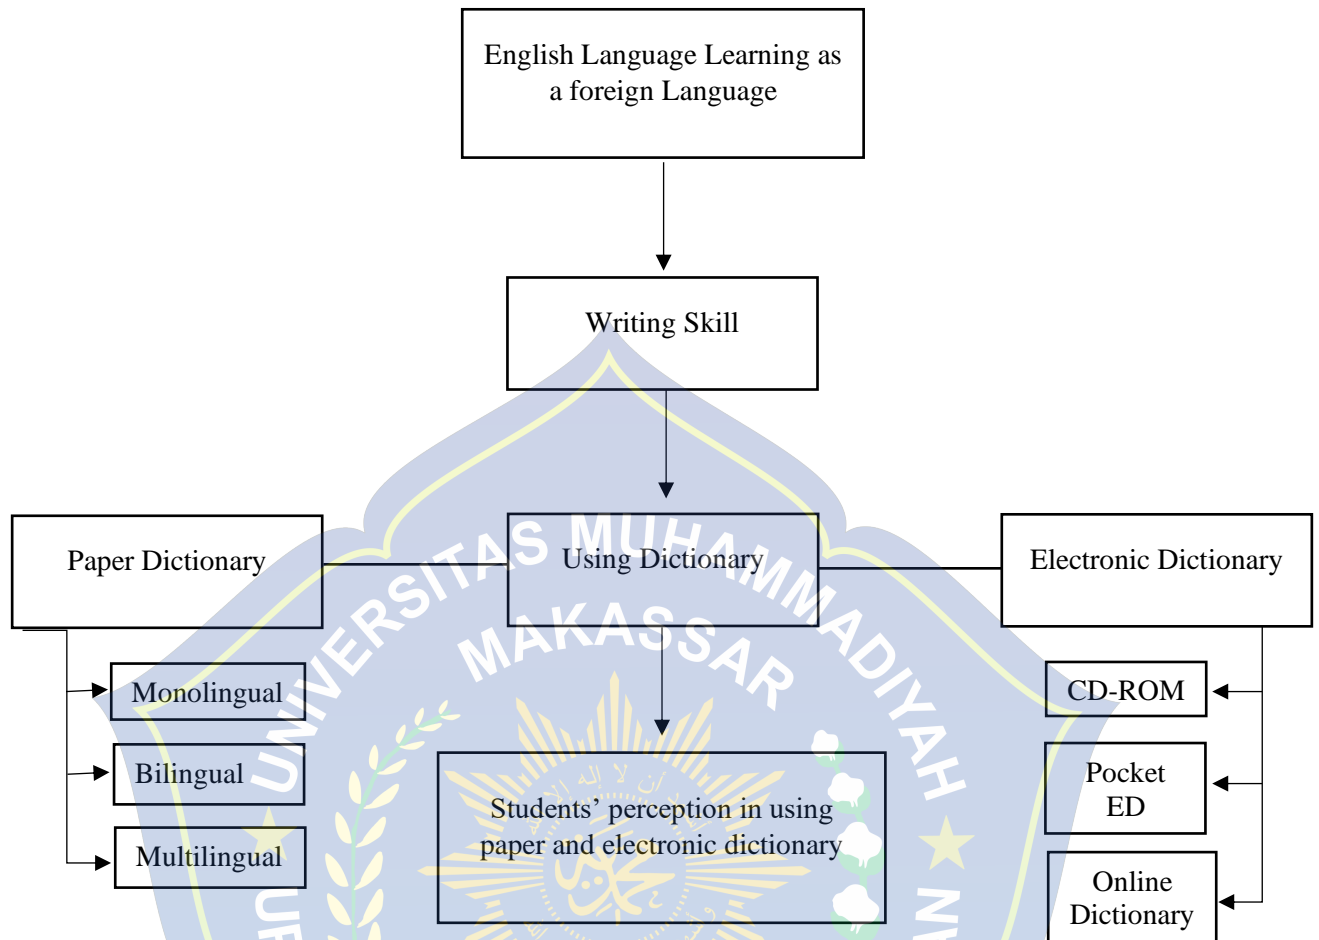 English Language Learning as
a foreign Language
Writing Skill
Paper Dictionary
Using Dictionary
Electronic Dictionary
UNIVERSITAS MUHAMMADIYAH
MAKASSAR
Monolingual
Bilingual
Multilingual
Students’ perception in using
paper and electronic dictionary
CD-ROM
Pocket
ED
Online
Dictionary